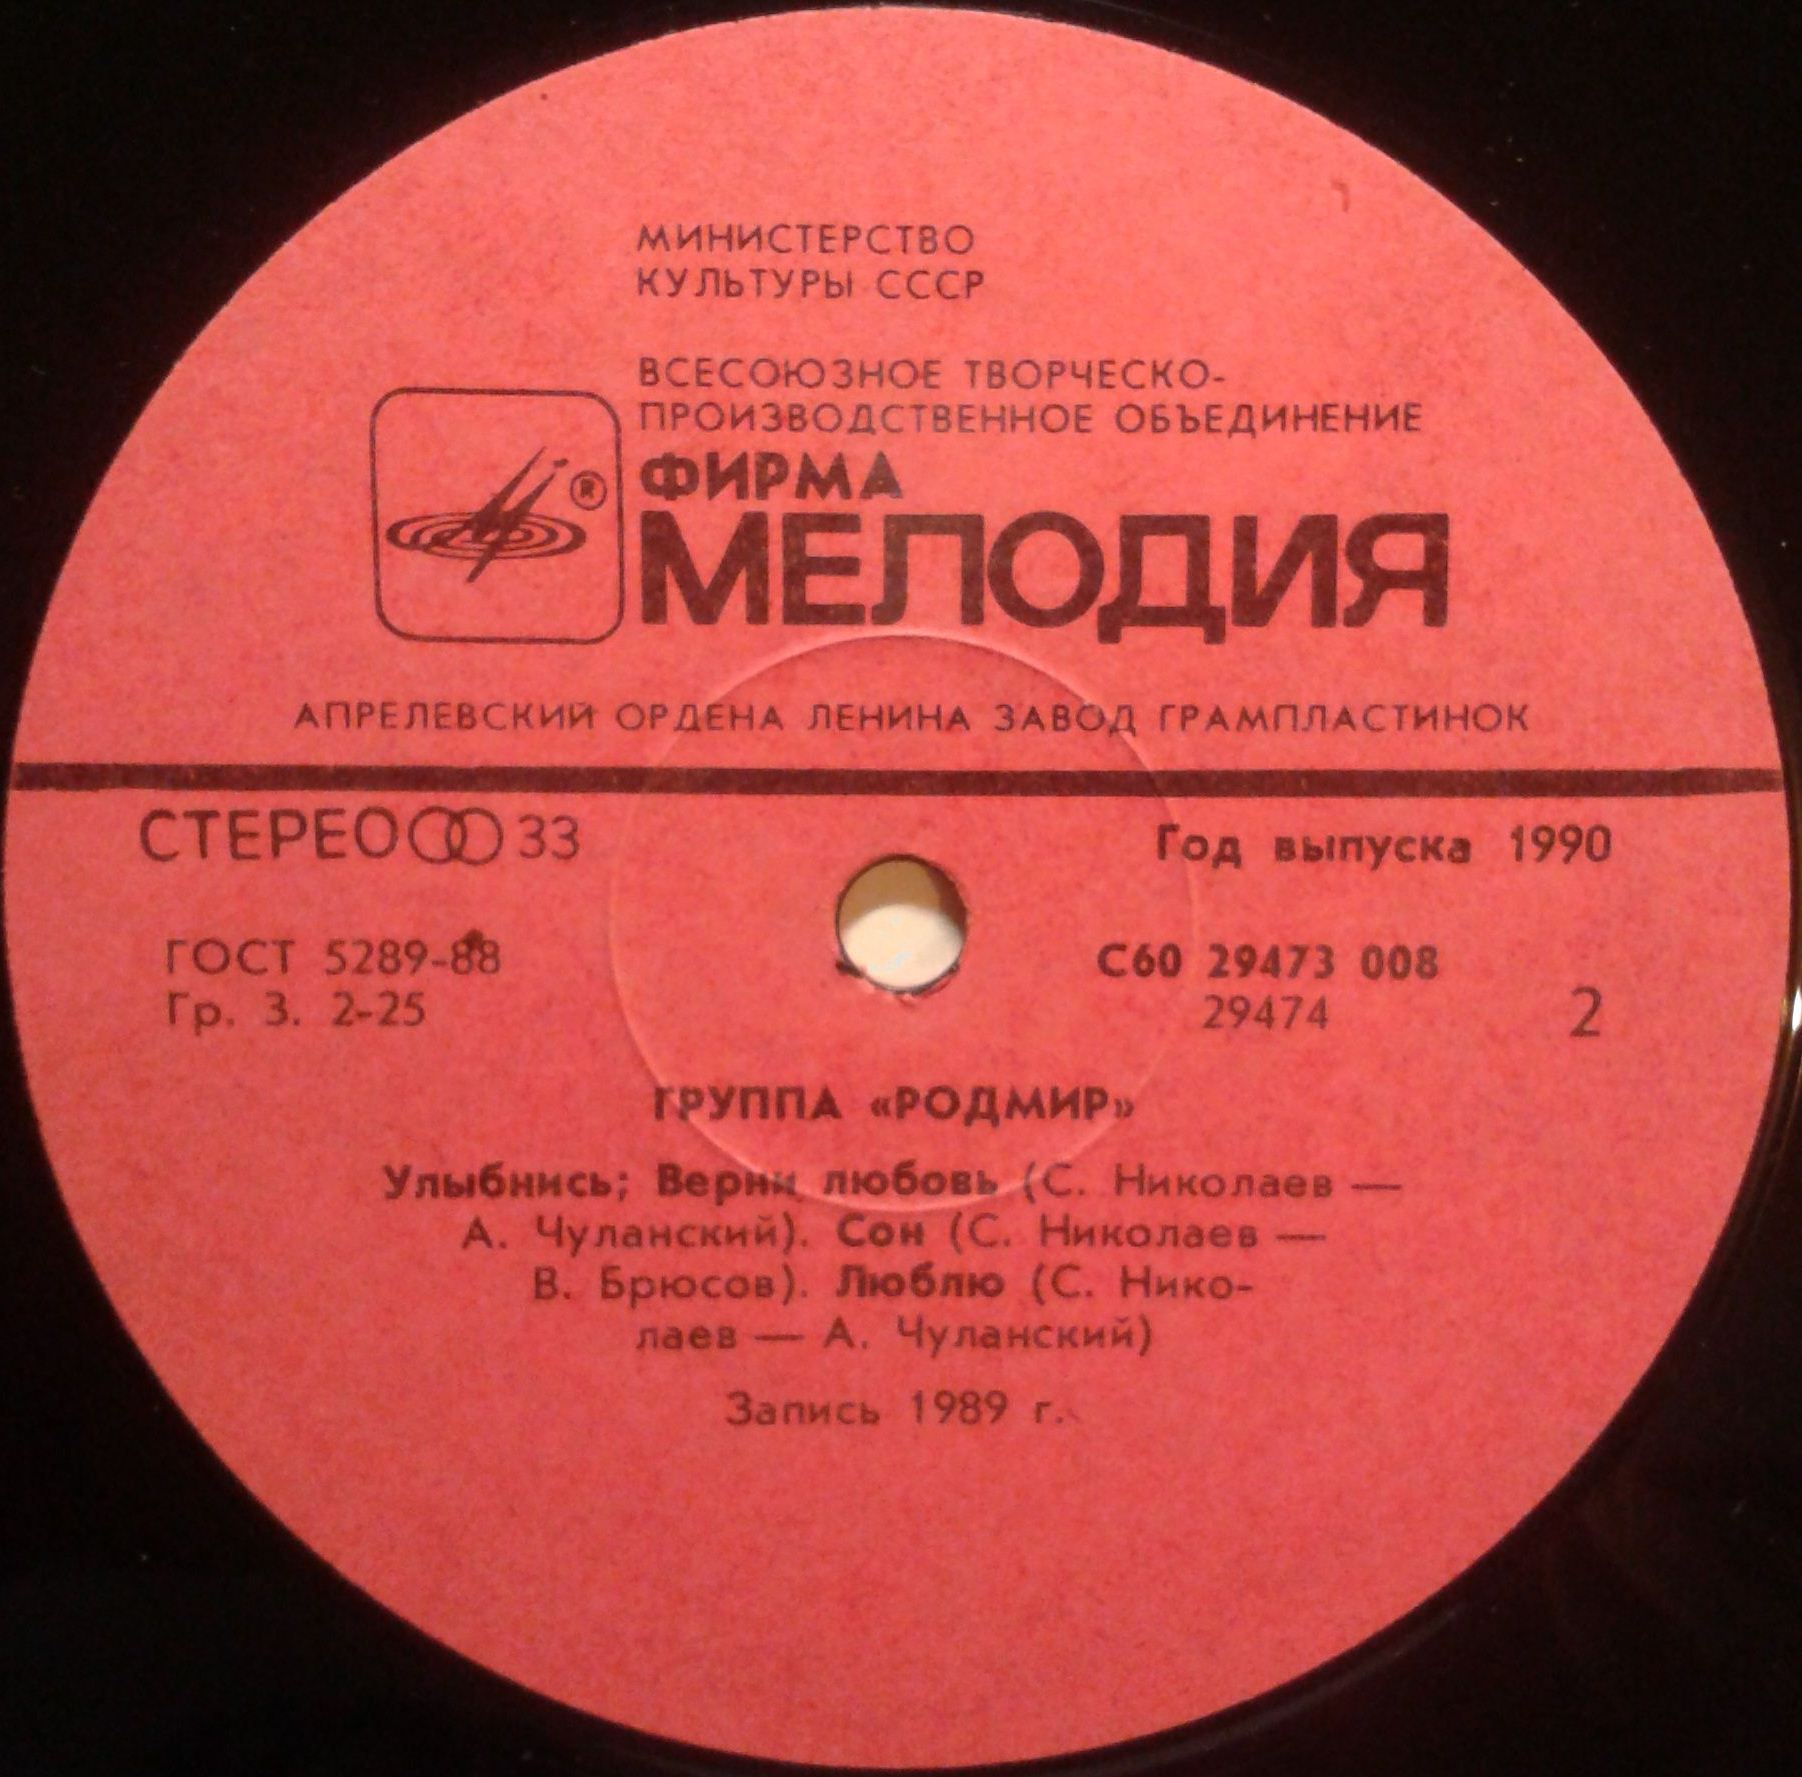 МИНИСТЕРСТВО
КУЛЬТУРЫ СССР
ВСЕСОЮЗНОЕ ТВОРЧЕСКО-
ПРОИЗВОДСТВЕННОЕ ОБЪЕДИНЕНИЕ
®
ФИРМА
МЕЛОДИЯ
АПРЕЛЕВСКИЙ ОРДЕНА ЛЕНИНА ЗАВОД ГРАМПЛАСТИНОК
СТЕРЕО 33
Год выпуска 1990
ГОСТ 5289-88
Гр. 3. 2-25
С60 29473 008
29474
2
ГРУППА «РОДМИР»
Улыбнись; Верни любовь (С. Николаев —
А. Чуланский). Сон (С. Николаев —
В. Брюсов). Люблю (С. Нико-
лаев — А. Чуланский)
Запись 1989 г.